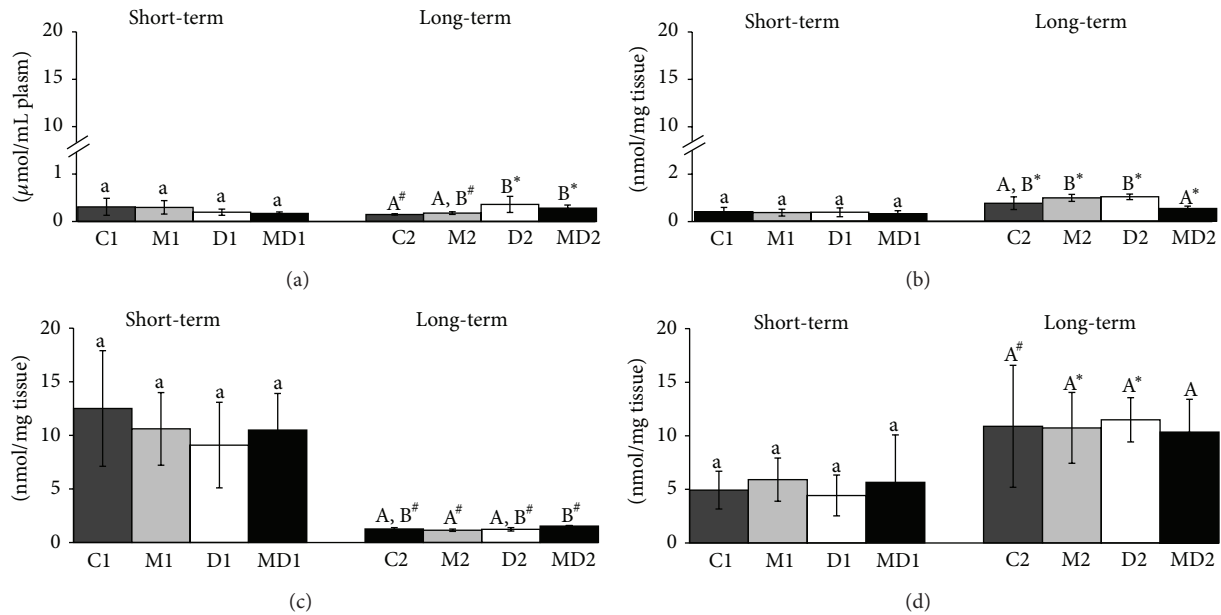 Short-term Long-term
20
15
10
1
0
(μmol/mL plasm)
a a a a A# A, B# B* B*
C1 M1 D1 MD1 C2 M2 D2 MD2
(a)
Short-term Long-term
20
15
10
2
0
(nmol/mg tissue)
a a a a A, B* B* B* A*
C1 M1 D1 MD1 C2 M2 D2 MD2
(b)
Short-term Long-term
20
15
10
5
0
(nmol/mg tissue)
a a a a A, B# A# A, B# B#
C1 M1 D1 MD1 C2 M2 D2 MD2
(c)
Short-term Long-term
20
15
10
5
0
(nmol/mg tissue)
a a a a A# A* A* A
C1 M1 D1 MD1 C2 M2 D2 MD2
(d)